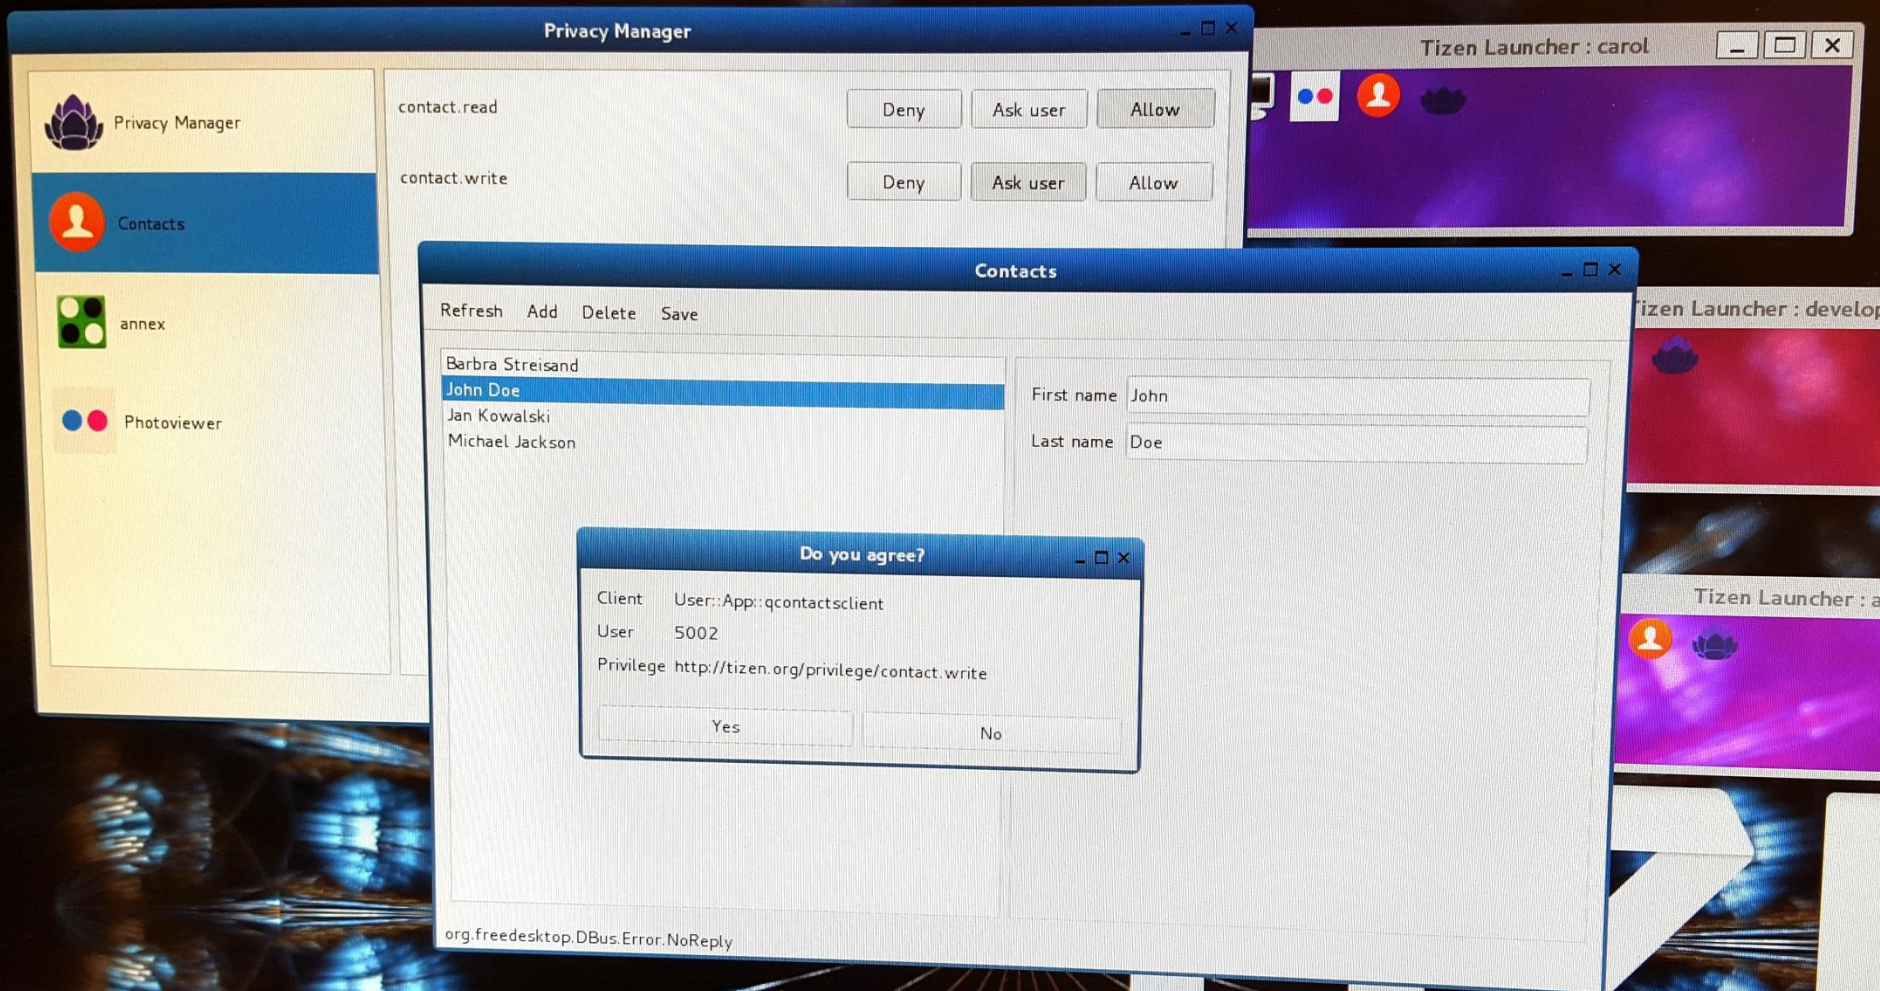 Privacy Manager
Tizen Launcher : carol
Privacy Manager
contact.read
Deny
Ask user
Allow
contact.write
Deny
Ask user
Allow
Contacts
annex
Photoviewer
Contacts
Refresh Add Delete Save
Barbra Streisand
John Doe
Jan Kowalski
Michael Jackson
First name John
Last name Doe
Do you agree?
Client User::App::qcontactsclient
User 5002
Privilege http://tizen.org/privilege/contact.write
Yes
No
org.freedesktop.DBus.Error.NoReply
Launcher :
Tizen Launcher :